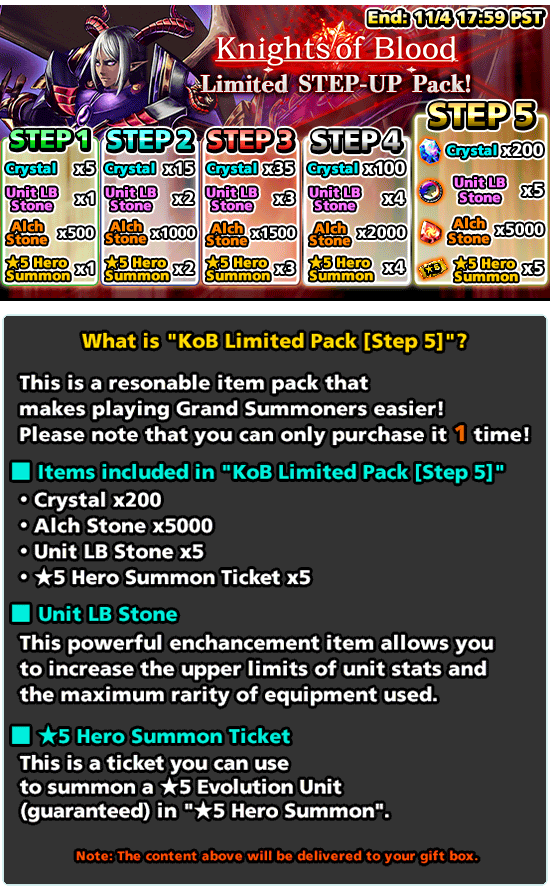 End: 11/4 17:59 PST
Knights of Blood
Limited STEP-UP Pack!
STEP 1
Crystal x5
Unit LB
Stone x1
Alch
Stone x500
★5 Hero
Summon x1
STEP 2
Crystal x15
Unit LB
Stone x2
Alch
Stone x1000
★5 Hero
Summon x2
STEP 3
Crystal x35
Unit LB
Stone x3
Alch
Stone x1500
★5 Hero
Summon x3
STEP 4
Crystal x100
Unit LB
Stone x4
Alch
Stone x2000
★5 Hero
Summon x4
STEP 5
Crystal x200
Unit LB
Stone x5
Alch
Stone x5000
★5
★5 Hero
Summon x5
What is "KoB Limited Pack [Step 5]"?
This is a resonable item pack that
makes playing Grand Summoners easier!
Please note that you can only purchase it 1 time!
Items included in "KoB Limited Pack [Step 5]"
• Crystal x200
• Alch Stone x5000
• Unit LB Stone x5
• ★5 Hero Summon Ticket x5
Unit LB Stone
This powerful enchancement item allows you
to increase the upper limits of unit stats and
the maximum rarity of equipment used.
★5 Hero Summon Ticket
This is a ticket you can use
to summon a ★5 Evolution Unit
(guaranteed) in "★5 Hero Summon".
Note: The content above will be delivered to your gift box.